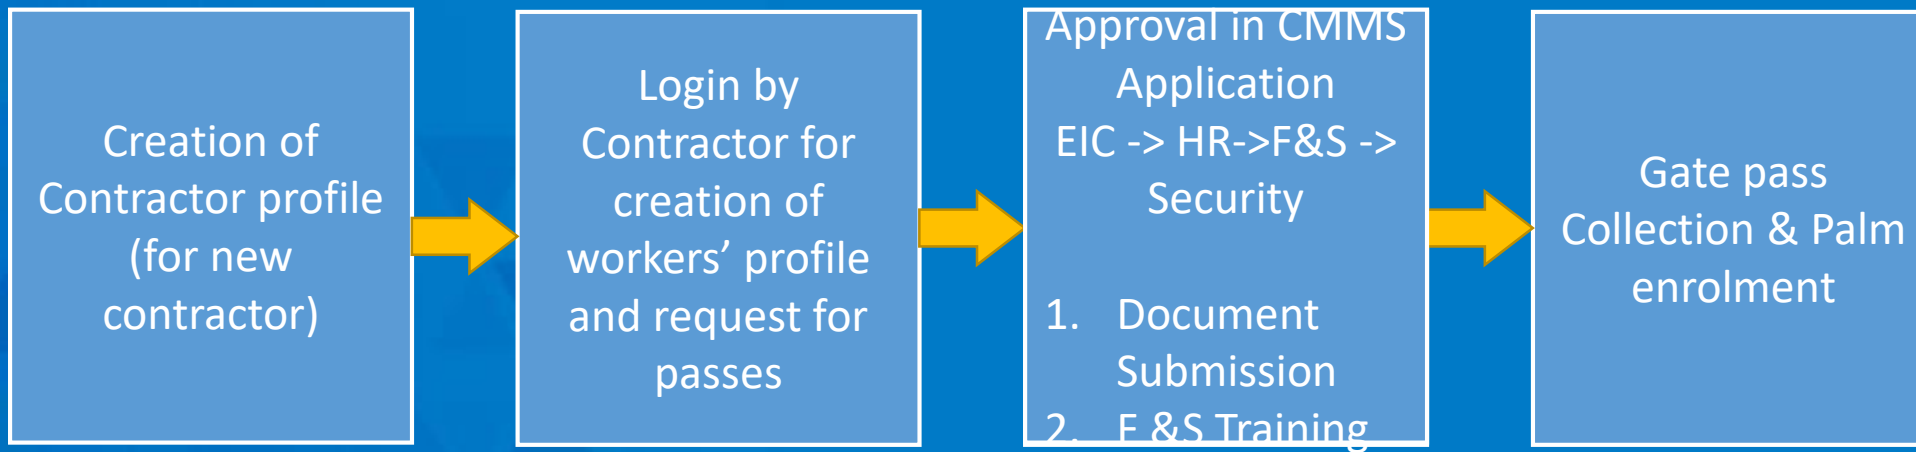 Creation of
Contractor profile
(for new
contractor)
Login by
Contractor for
creation of
workers’ profile
and request for
passes
Approval in CMMS
Application
EIC -> HR->F&S ->
Security
1. Document
Submission
2. F &S Training
Gate pass
Collection & Palm
enrolment